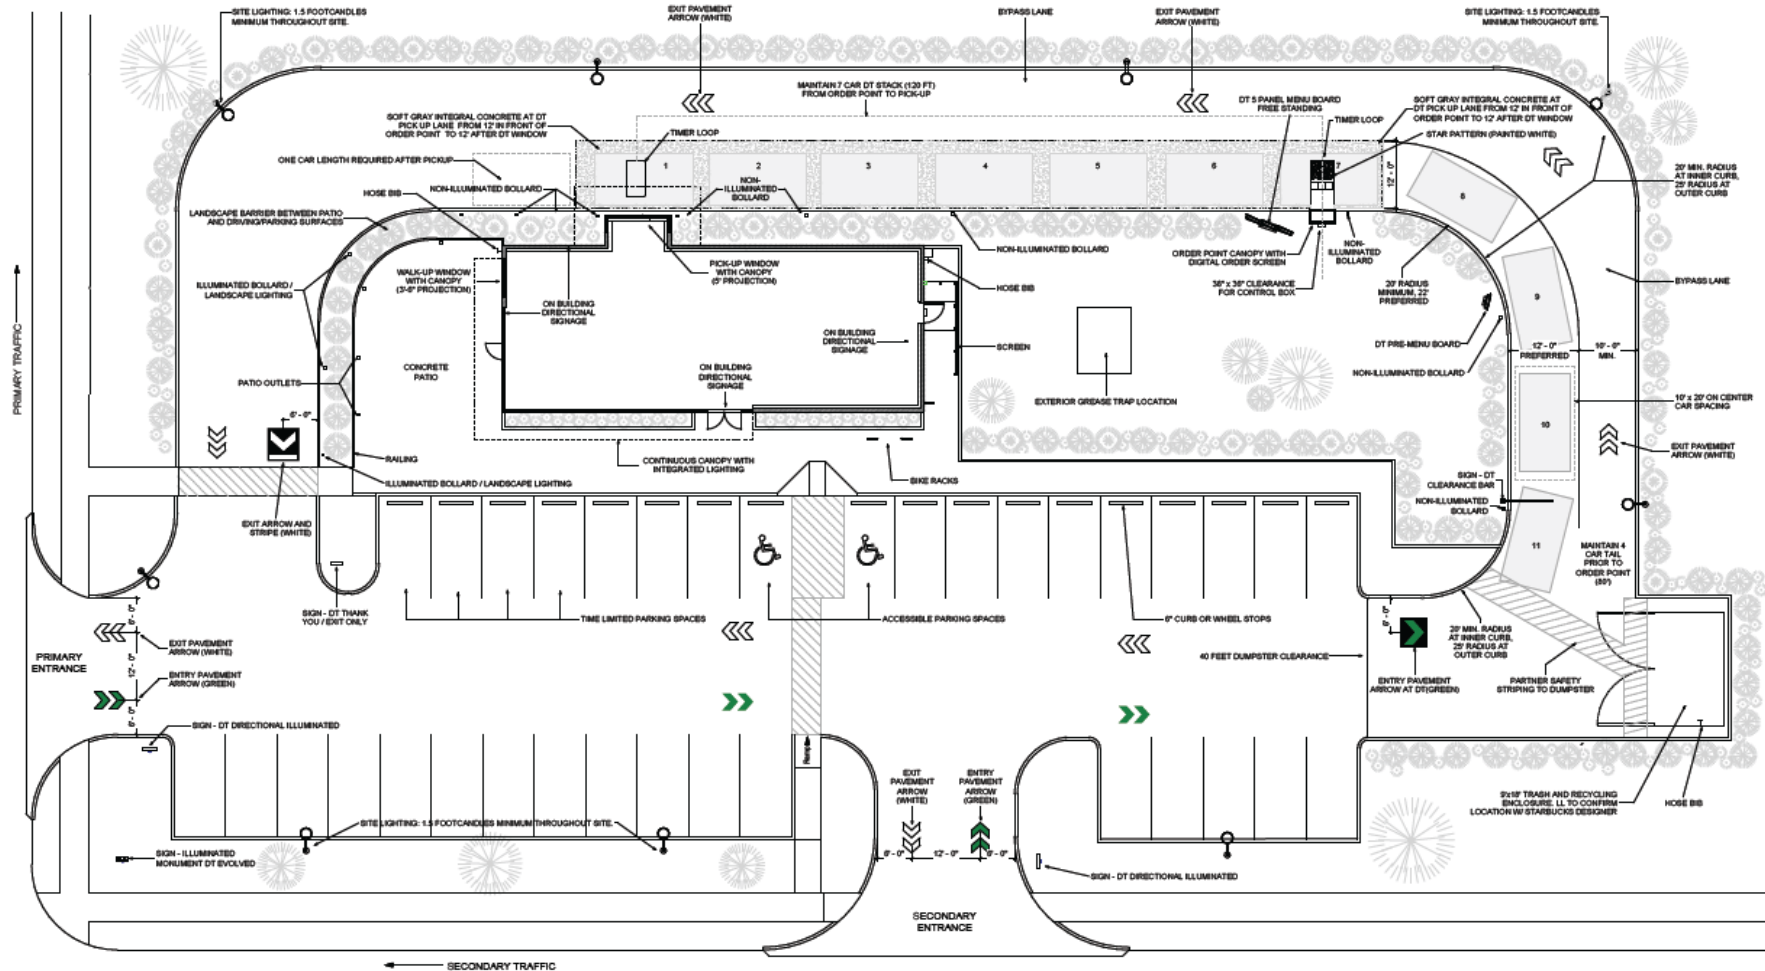 SITE LIGHTING: 1.5 FOOTCANDLES
MINIMUM THROUGHOUT SITE.
EXIT PAVEMENT
ARROW (WHITE)
BYPASS LANE
EXIT PAVEMENT
ARROW (WHITE)
SITE LIGHTING: 1.5 FOOTCANDLES
MINIMUM THROUGHOUT SITE.
MAINTAIN 7 CAR DT STACK (120 FT)
FROM ORDER POINT TO PICK-UP
DT 5 PANEL MENU BOARD
FREE STANDING
SOFT GRAY INTEGRAL CONCRETE AT
DT PICK UP LANE FROM 12' IN FRONT OF
ORDER POINT TO 12' AFTER DT WINDOW
SOFT GRAY INTEGRAL CONCRETE AT DT
PICK UP LANE FROM 12' IN FRONT OF
ORDER POINT TO 12' AFTER DT WINDOW
TIMER LOOP
TIMER LOOP
STAR PATTERN (PAINTED WHITE)
ONE CAR LENGTH REQUIRED AFTER PICKUP
1
2
3
4
5
6
7
8
12' - 0"
20' MIN. RADIUS
AT INNER CURB,
25' RADIUS AT
OUTER CURB
HOSE BIB
NON-ILLUMINATED BOLLARD
NON-
ILLUMINATED
BOLLARD
LANDSCAPE BARRIER BETWEEN PATIO
AND DRIVING/PARKING SURFACES
NON-ILLUMINATED BOLLARD
ORDER POINT CANOPY WITH
DIGITAL ORDER SCREEN
NON-
ILLUMINATED
BOLLARD
WALK-UP WINDOW
WITH CANOPY
(3'-6" PROJECTION)
PICK-UP WINDOW
WITH CANOPY
(5' PROJECTION)
ILLUMINATED BOLLARD /
LANDSCAPE LIGHTING
HOSE BIB
36" x 36" CLEARANCE
FOR CONTROL BOX
20' RADIUS
MINIMUM, 22'
PREFERRED
BYPASS LANE
9
ON BUILDING
DIRECTIONAL
SIGNAGE
ON BUILDING
DIRECTIONAL
SIGNAGE
SCREEN
DT PRE-MENU BOARD
12' - 0"
PREFERRED
10' - 0"
MIN.
PRIMARY TRAFFIC
CONCRETE
PATIO
ON BUILDING
DIRECTIONAL
SIGNAGE
NON-ILLUMINATED BOLLARD
PATIO OUTLETS
EXTERIOR GREASE TRAP LOCATION
10' x 20' ON CENTER
CAR SPACING
6' - 0"
10
RAILING
CONTINUOUS CANOPY WITH
INTEGRATED LIGHTING
EXIT PAVEMENT
ARROW (WHITE)
ILLUMINATED BOLLARD / LANDSCAPE LIGHTING
BIKE RACKS
SIGN - DT
CLEARANCE BAR
NON-ILLUMINATED
BOLLARD
EXIT ARROW AND
STRIPE (WHITE)
11
MAINTAIN 4
CAR TAIL
PRIOR TO
ORDER POINT
(80')
SIGN - DT THANK
YOU / EXIT ONLY
TIME LIMITED PARKING SPACES
ACCESSIBLE PARKING SPACES
6" CURB OR WHEEL STOPS
6' - 0"
6' - 0"
20' MIN. RADIUS
AT INNER CURB,
25' RADIUS AT
OUTER CURB
EXIT PAVEMENT
ARROW (WHITE)
PRIMARY
ENTRANCE
12' - 0"
40 FEET DUMPSTER CLEARANCE
ENTRY PAVEMENT
ARROW (GREEN)
ENTRY PAVEMENT
ARROW AT DT(GREEN)
PARTNER SAFETY
STRIPING TO DUMPSTER
6' - 0"
SIGN - DT DIRECTIONAL ILLUMINATED
Ramp
EXIT
PAVEMENT
ARROW
(WHITE)
ENTRY
PAVEMENT
ARROW
(GREEN)
9'x18' TRASH AND RECYCLING
ENCLOSURE. LL TO CONFIRM
LOCATION W/ STARBUCKS DESIGNER
HOSE BIB
SITE LIGHTING: 1.5 FOOTCANDLES MINIMUM THROUGHOUT SITE.
SIGN - ILLUMINATED
MONUMENT DT EVOLVED
6' - 0"
12' - 0"
6' - 0"
SIGN - DT DIRECTIONAL ILLUMINATED
SECONDARY
ENTRANCE
SECONDARY TRAFFIC